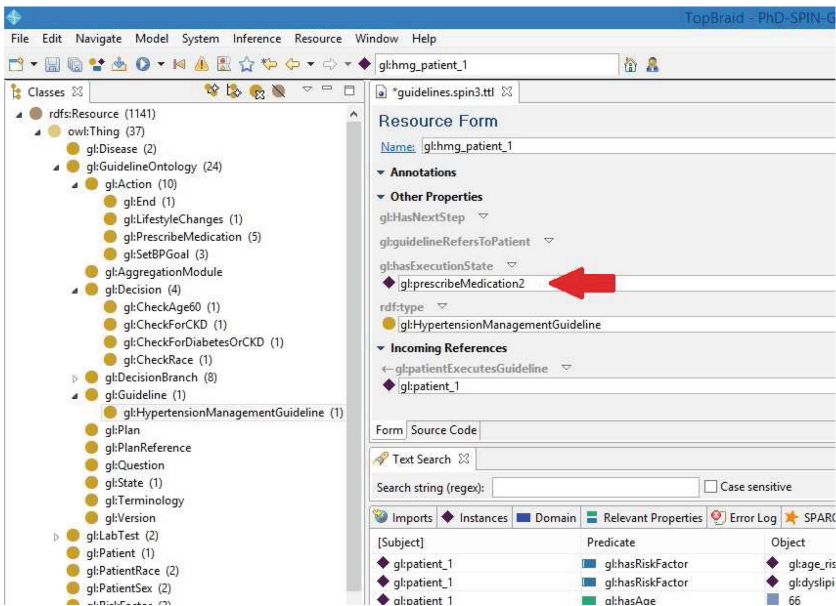 TopBraid - PhD-SPIN-G
File Edit Navigate Model System Inference Resource Window Help
gl:hmg_patient_1
Classes
rdfs:Resource (1141)
owl:Thing (37)
gl:Disease (2)
gl:GuidelineOntology (24)
gl:Action (10)
gl:End (1)
gl:LifestyleChanges (1)
gl:PrescribeMedication (5)
gl:SetBPGoal (3)
gl:AggregationModule
gl:Decision (4)
gl:CheckAge60 (1)
gl:CheckForCKD (1)
gl:CheckForDiabetesOrCKD (1)
gl:CheckRace (1)
gl:DecisionBranch (8)
gl:Guideline (1)
gl:HypertensionManagementGuideline (1)
gl:Plan
gl:PlanReference
gl:Question
gl:State (1)
gl:Terminology
gl:Version
gl:LabTest (2)
gl:Patient (1)
gl:PatientRace (2)
gl:PatientSex (2)
gl:RiskFactor (2)
*guidelines.spin3.ttl
Resource Form
Name: gl:hmg_patient_1
Annotations
Other Properties
gl:HasNextStep
gl:guidelineRefersToPatient
gl:hasExecutionState
gl:prescribeMedication2
rdf:type
gl:HypertensionManagementGuideline
Incoming References
←gl:patientExecutesGuideline
gl:patient_1
Form Source Code
Text Search
Search string (regex): Case sensitive
Imports Instances Domain Relevant Properties Error Log SPARQ
[Subject] Predicate Object
gl:patient_1 gl:hasRiskFactor gl:age_ris
gl:patient_1 gl:hasRiskFactor gl:dyslipi
gl:patient_1 gl:hasAge 66